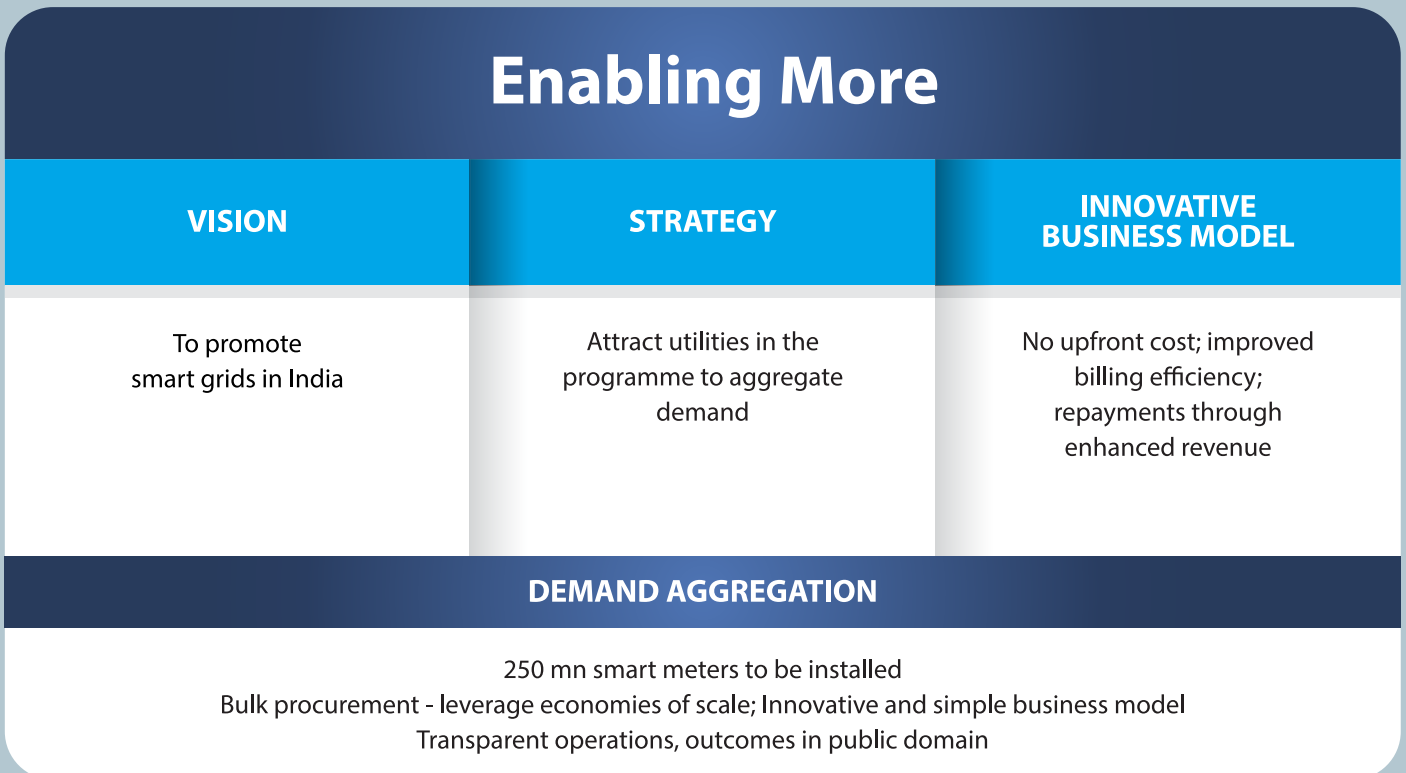 Enabling More
VISION
STRATEGY
INNOVATIVE
BUSINESS MODEL
To promote
smart grids in India
Attract utilities in the
programme to aggregate
demand
No upfront cost; improved
billing efficiency;
repayments through
enhanced revenue
DEMAND AGGREGATION
250 mn smart meters to be installed
Bulk procurement - leverage economies of scale; Innovative and simple business model
Transparent operations, outcomes in public domain